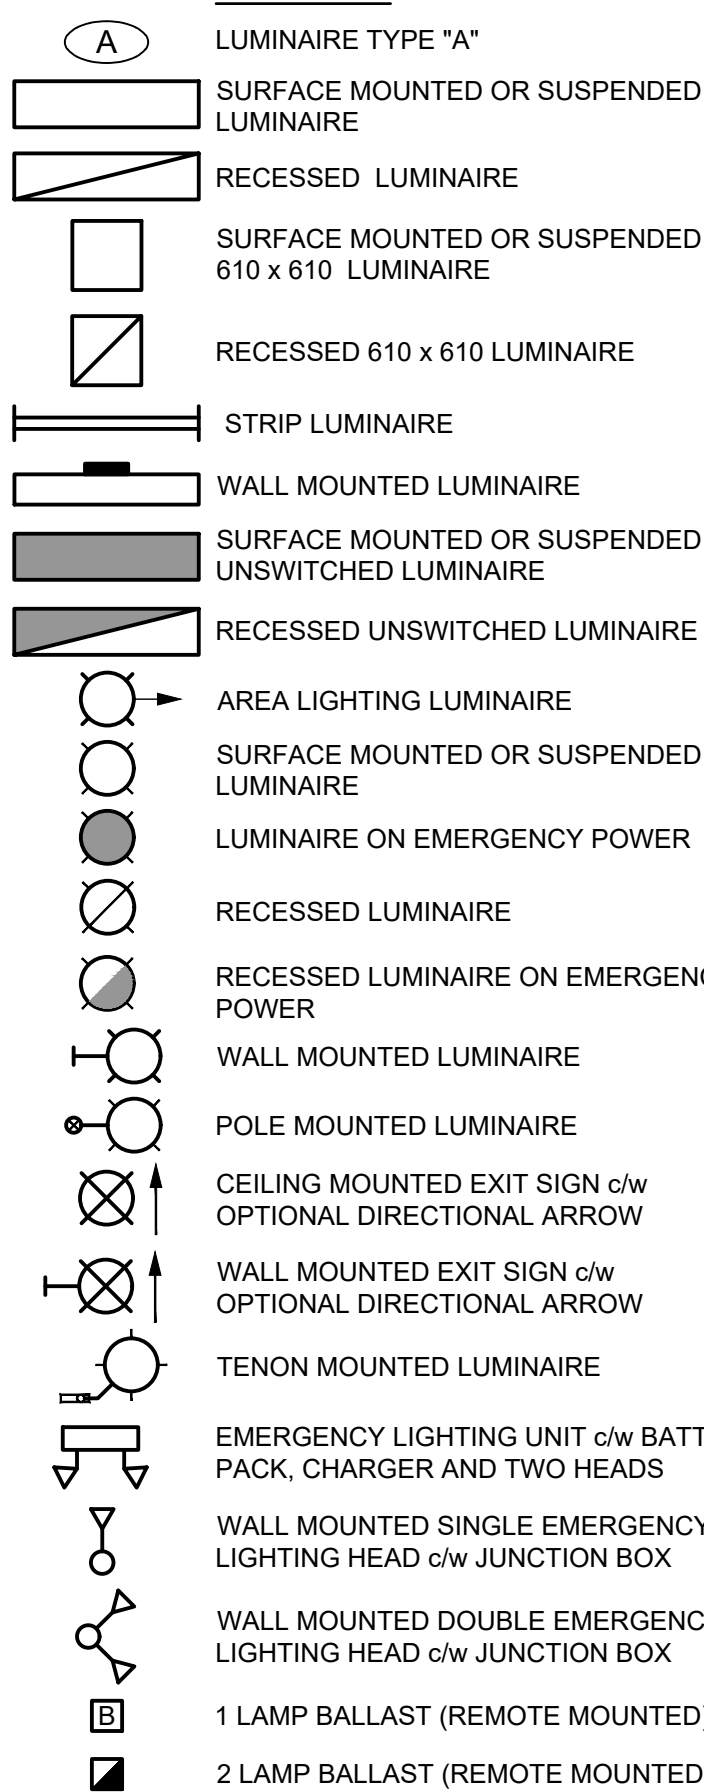 A LUMINAIRE TYPE "A"
SURFACE MOUNTED OR SUSPENDED
LUMINAIRE
RECESSED LUMINAIRE
SURFACE MOUNTED OR SUSPENDED
610 x 610 LUMINAIRE
RECESSED 610 x 610 LUMINAIRE
STRIP LUMINAIRE
WALL MOUNTED LUMINAIRE
SURFACE MOUNTED OR SUSPENDED
UNSWITCHED LUMINAIRE
RECESSED UNSWITCHED LUMINAIRE
AREA LIGHTING LUMINAIRE
SURFACE MOUNTED OR SUSPENDED
LUMINAIRE
LUMINAIRE ON EMERGENCY POWER
RECESSED LUMINAIRE
RECESSED LUMINAIRE ON EMERGENC
POWER
WALL MOUNTED LUMINAIRE
POLE MOUNTED LUMINAIRE
CEILING MOUNTED EXIT SIGN c/w
OPTIONAL DIRECTIONAL ARROW
WALL MOUNTED EXIT SIGN c/w
OPTIONAL DIRECTIONAL ARROW
TENON MOUNTED LUMINAIRE
EMERGENCY LIGHTING UNIT c/w BATT
PACK, CHARGER AND TWO HEADS
WALL MOUNTED SINGLE EMERGENCY
LIGHTING HEAD c/w JUNCTION BOX
WALL MOUNTED DOUBLE EMERGENC
LIGHTING HEAD c/w JUNCTION BOX
B 1 LAMP BALLAST (REMOTE MOUNTED)
2 LAMP BALLAST (REMOTE MOUNTED